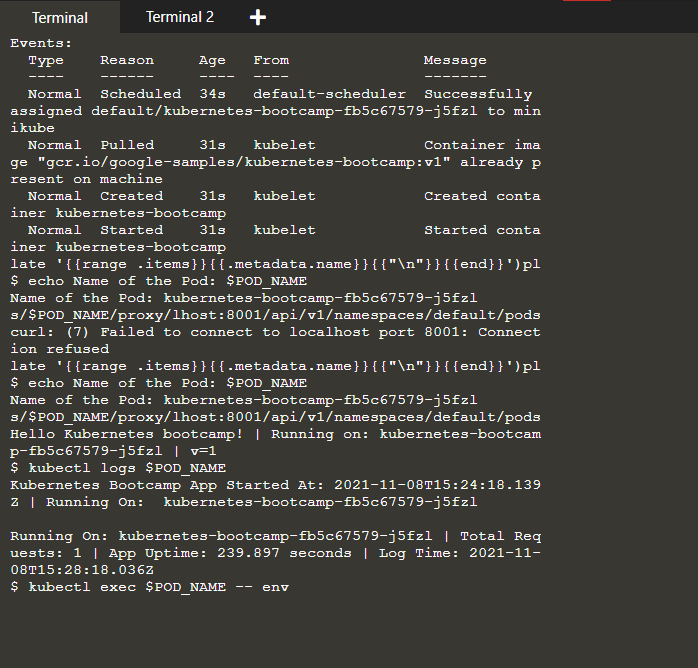 Terminal Terminal 2 +
Events:
  Type    Reason     Age   From               Message
  ----    ------     ----  ----               -------
  Normal  Scheduled  34s   default-scheduler  Successfully
assigned default/kubernetes-bootcamp-fb5c67579-j5fzl to min
ikube
  Normal  Pulled     31s   kubelet            Container ima
ge "gcr.io/google-samples/kubernetes-bootcamp:v1" already p
resent on machine
  Normal  Created    31s   kubelet            Created conta
iner kubernetes-bootcamp
  Normal  Started    31s   kubelet            Started conta
iner kubernetes-bootcamp
late '{{range .items}}{{.metadata.name}}{{"\n"}}{{end}}')pl
$ echo Name of the Pod: $POD_NAME
Name of the Pod: kubernetes-bootcamp-fb5c67579-j5fzl
s/$POD_NAME/proxy/lhost:8001/api/v1/namespaces/default/pods
curl: (7) Failed to connect to localhost port 8001: Connect
ion refused
late '{{range .items}}{{.metadata.name}}{{"\n"}}{{end}}')pl
$ echo Name of the Pod: $POD_NAME
Name of the Pod: kubernetes-bootcamp-fb5c67579-j5fzl
s/$POD_NAME/proxy/lhost:8001/api/v1/namespaces/default/pods
Hello Kubernetes bootcamp! | Running on: kubernetes-bootcam
p-fb5c67579-j5fzl | v=1
$ kubectl logs $POD_NAME
Kubernetes Bootcamp App Started At: 2021-11-08T15:24:18.139
Z | Running On:  kubernetes-bootcamp-fb5c67579-j5fzl

Running On: kubernetes-bootcamp-fb5c67579-j5fzl | Total Req
uests: 1 | App Uptime: 239.897 seconds | Log Time: 2021-11-
08T15:28:18.036Z
$ kubectl exec $POD_NAME -- env